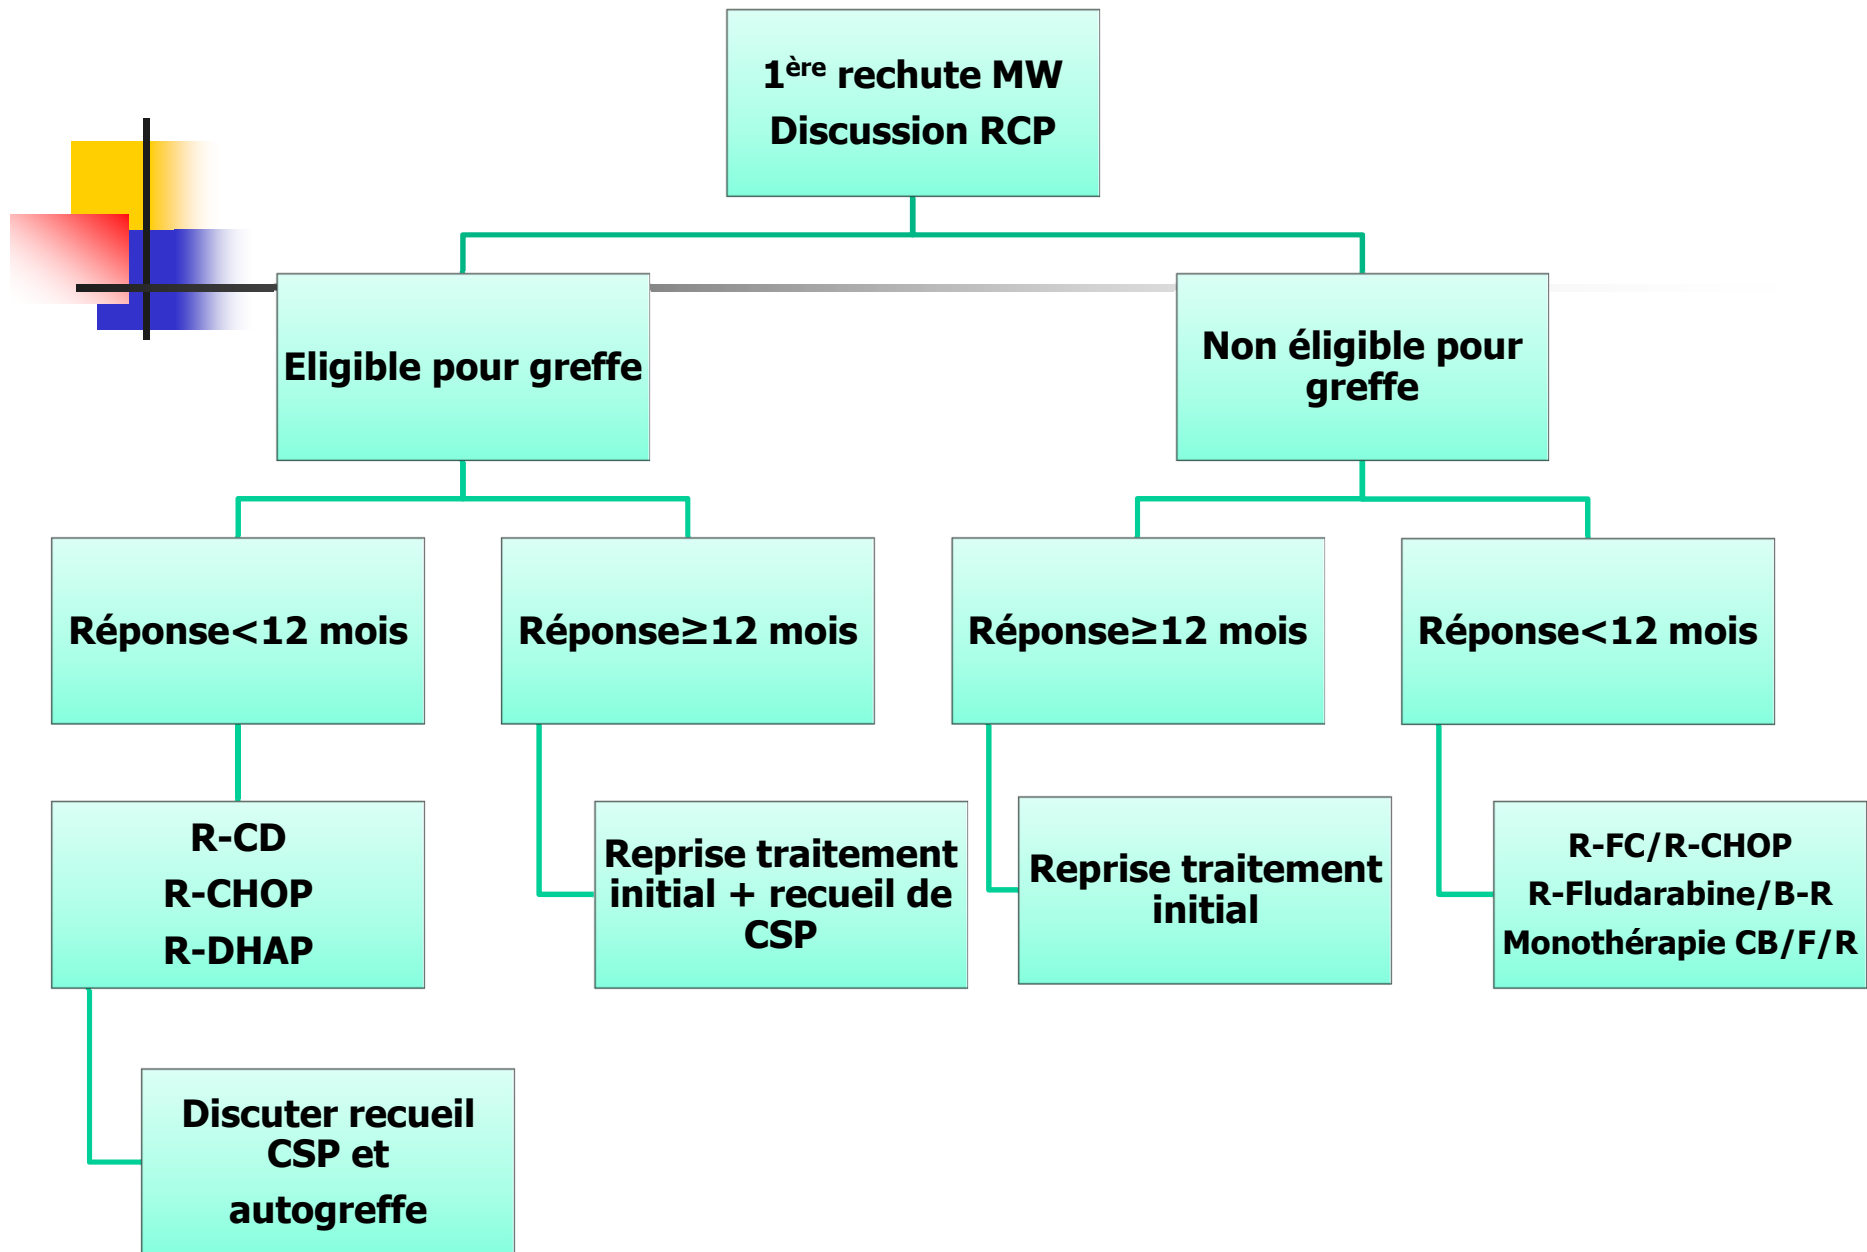 1ère rechute MW
Discussion RCP
Eligible pour greffe
Non éligible pour
greffe
Réponse<12 mois
Réponse≥12 mois
Réponse≥12 mois
Réponse<12 mois
R-CD
R-CHOP
R-DHAP
Reprise traitement
initial + recueil de
CSP
Reprise traitement
initial
R-FC/R-CHOP
R-Fludarabine/B-R
Monothérapie CB/F/R
Discuter recueil
CSP et
autogreffe